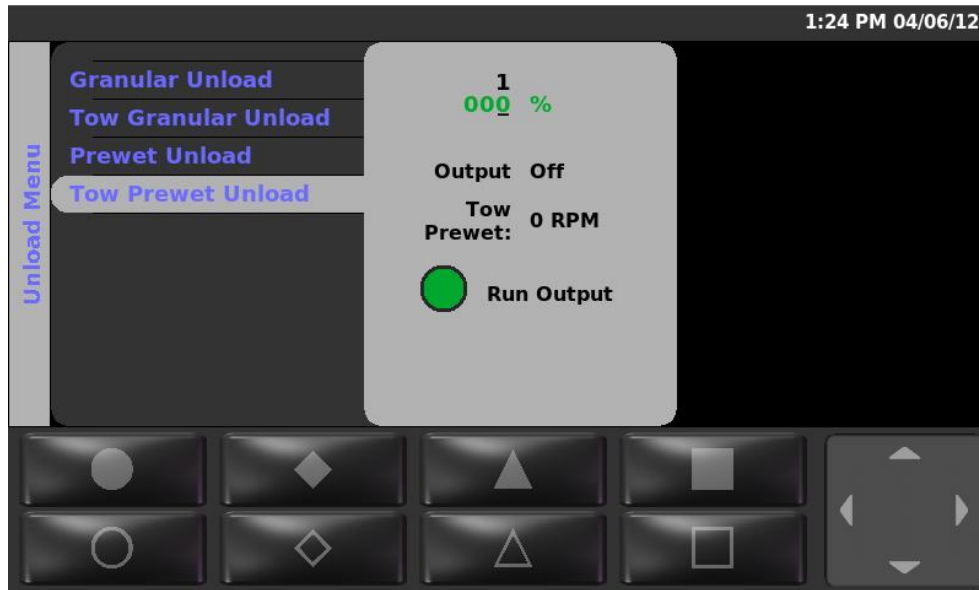 1:24 PM 04/06/12
Unload Menu
Granular Unload
Tow Granular Unload
Prewet Unload
Tow Prewet Unload
1
000 %
Output Off
Tow
Prewet: 0 RPM
Run Output